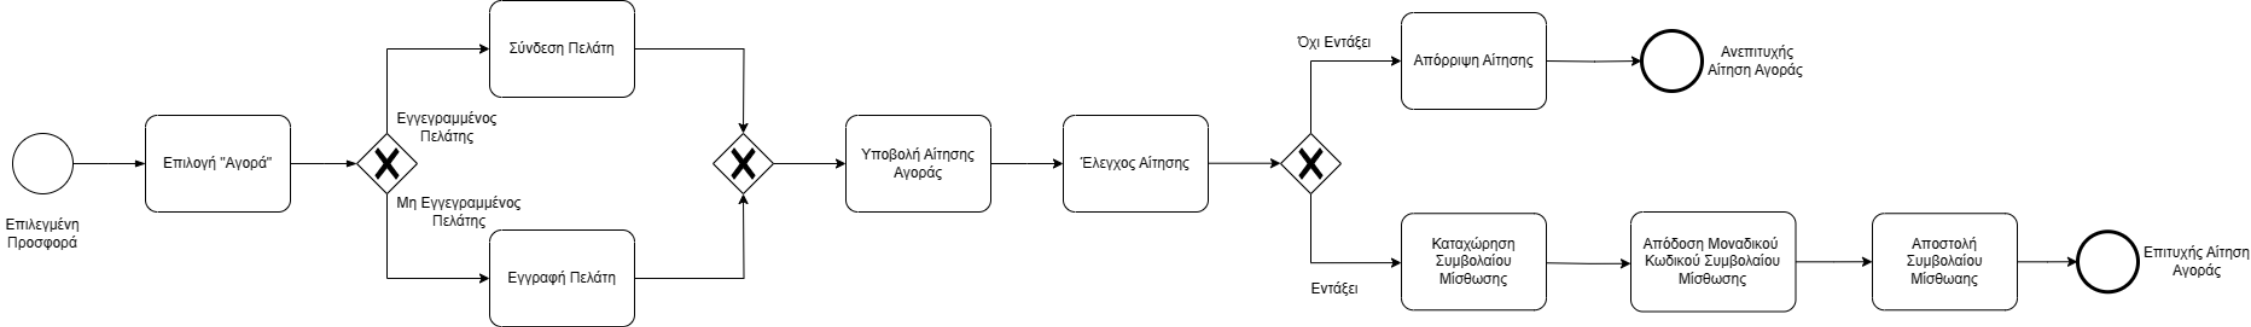 Επιλεγμένη
Προσφορά
Επιλογή "Αγορά"
Εγγεγραμμένος
Πελάτης
Μη Εγγεγραμμένος
Πελάτης
Σύνδεση Πελάτη
Εγγραφή Πελάτη
Υποβολή Αίτησης
Αγοράς
Έλεγχος Αίτησης
Όχι Εντάξει
Απόρριψη Αίτησης
Ανεπιτυχής
Αίτηση Αγοράς
Εντάξει
Καταχώρηση
Συμβολαίου
Μίσθωσης
Απόδοση Μοναδικού
Κωδικού Συμβολαίου
Μίσθωσης
Αποστολή
Συμβολαίου
Μίσθωαης
Επιτυχής Αίτηση
Αγοράς